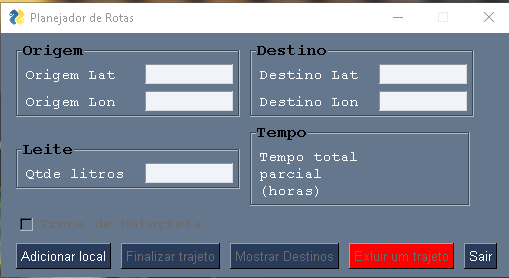 Planejador de Rotas
Origem
Origem Lat
Origem Lon
Destino
Destino Lat
Destino Lon
Leite
Qtde litros
Tempo
Tempo total
parcial
(horas)
Troca de Motorista
Adicionar local
Finalizar trajeto
Mostrar Destinos
Exluir um trajeto
Sair